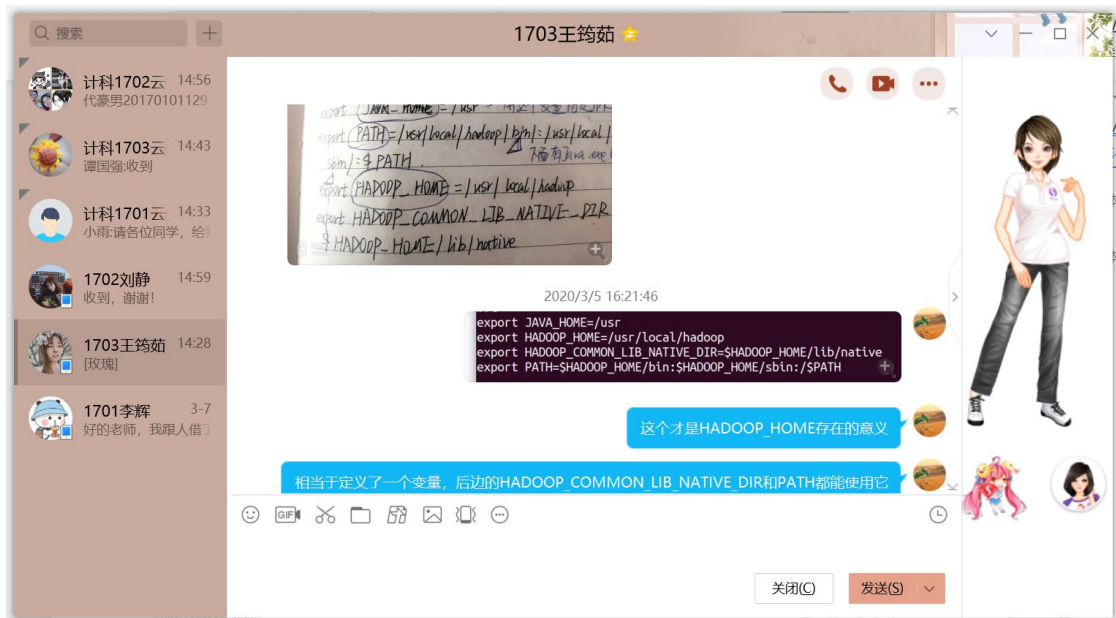 搜索
1703王筠茹
计科1702云 14:56
代豪男20170101129
计科1703云 14:43
谭国强:收到
计科1701云 14:33
小雨:请各位同学，给
1702刘静 14:59
收到，谢谢！
1703王筠茹 14:28
[玫瑰]
1701李辉 3-7
好的老师，我跟人借
export JAVA_HOME=/usr
export PATH=/usr/local/hadoop/bin/:/usr/local/
sbin/:$PATH
下面有Java.exe
export HADOOP_HOME=/usr/local/hadoop
export HADOOP_COMMON_LIB_NATIVE_DIR
$HADOOP_HOME/lib/native
2020/3/5 16:21:46
export JAVA_HOME=/usr
export HADOOP_HOME=/usr/local/hadoop
export HADOOP_COMMON_LIB_NATIVE_DIR=$HADOOP_HOME/lib/native
export PATH=$HADOOP_HOME/bin:$HADOOP_HOME/sbin:/$PATH
这个才是HADOOP_HOME存在的意义
相当于定义了一个变量，后边的HADOOP_COMMON_LIB_NATIVE_DIR和PATH都能使用它
GIF
关闭(C)
发送(S)